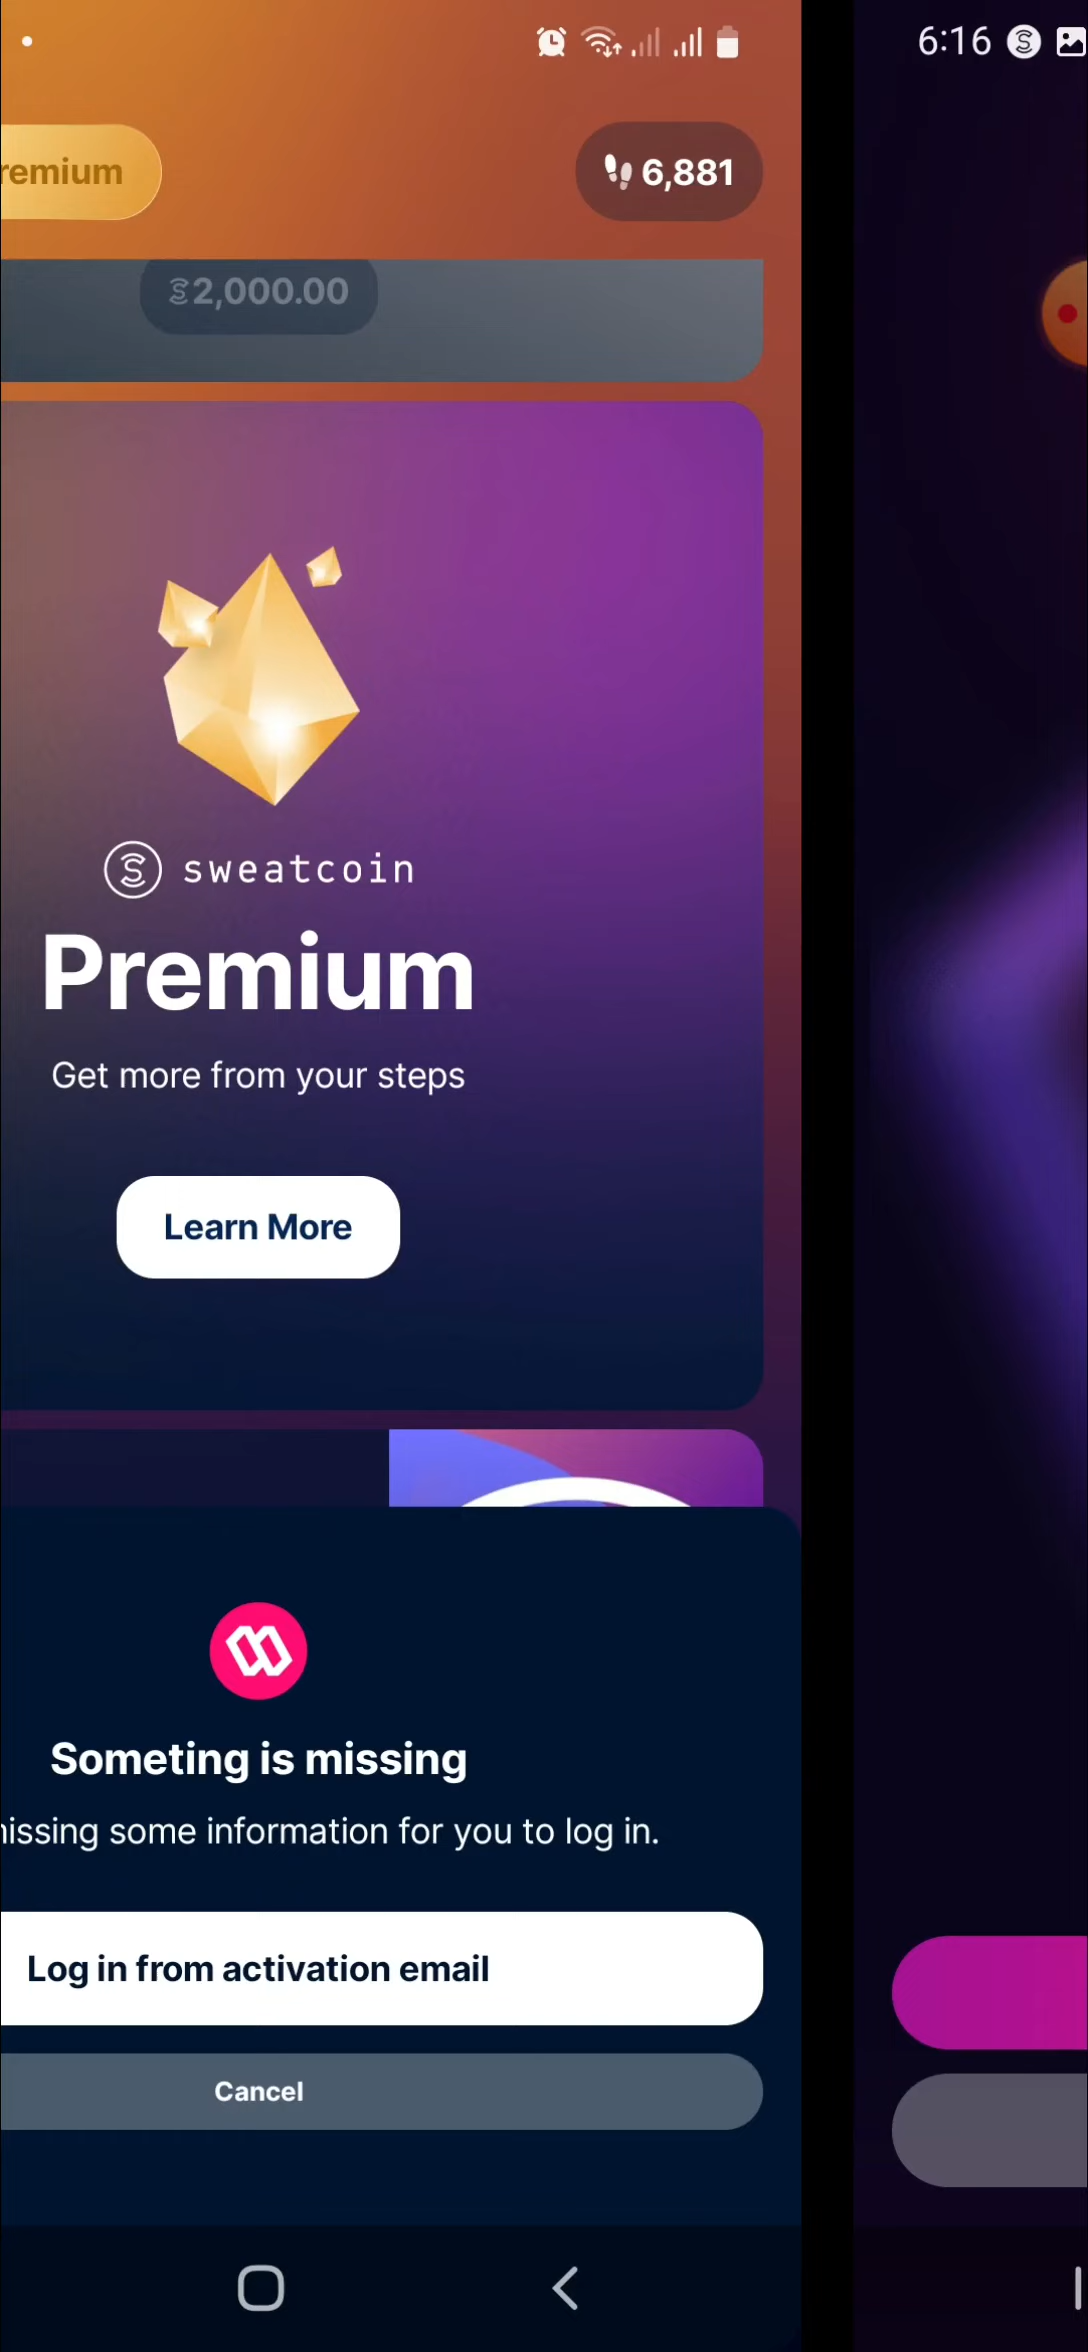 6:16
remium
6,881
2,000.00
sweatcoin
Premium
Get more from your steps
Learn More
Someting is missing
issing some information for you to log in.
Log in from activation email
Cancel